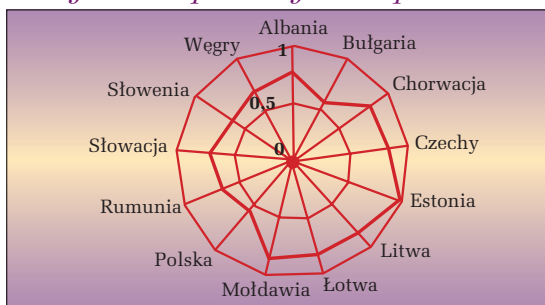 Albania
Węgry
1
Bułgaria
Słowenia
0,5
Chorwacja
Słowacja
0
Czechy
Rumunia
Estonia
Polska
Litwa
Mołdawia
Łotwa